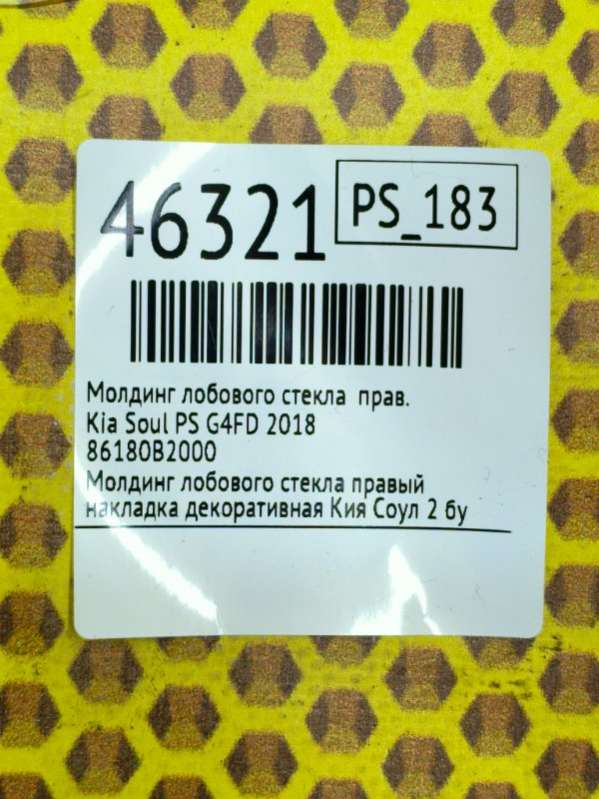 46321
PS_183
Молдинг лобового стекла прав.
Kia Soul PS G4FD 2018
86180B2000
Молдинг лобового стекла правый
накладка декоративная Кия Соул 2 бу